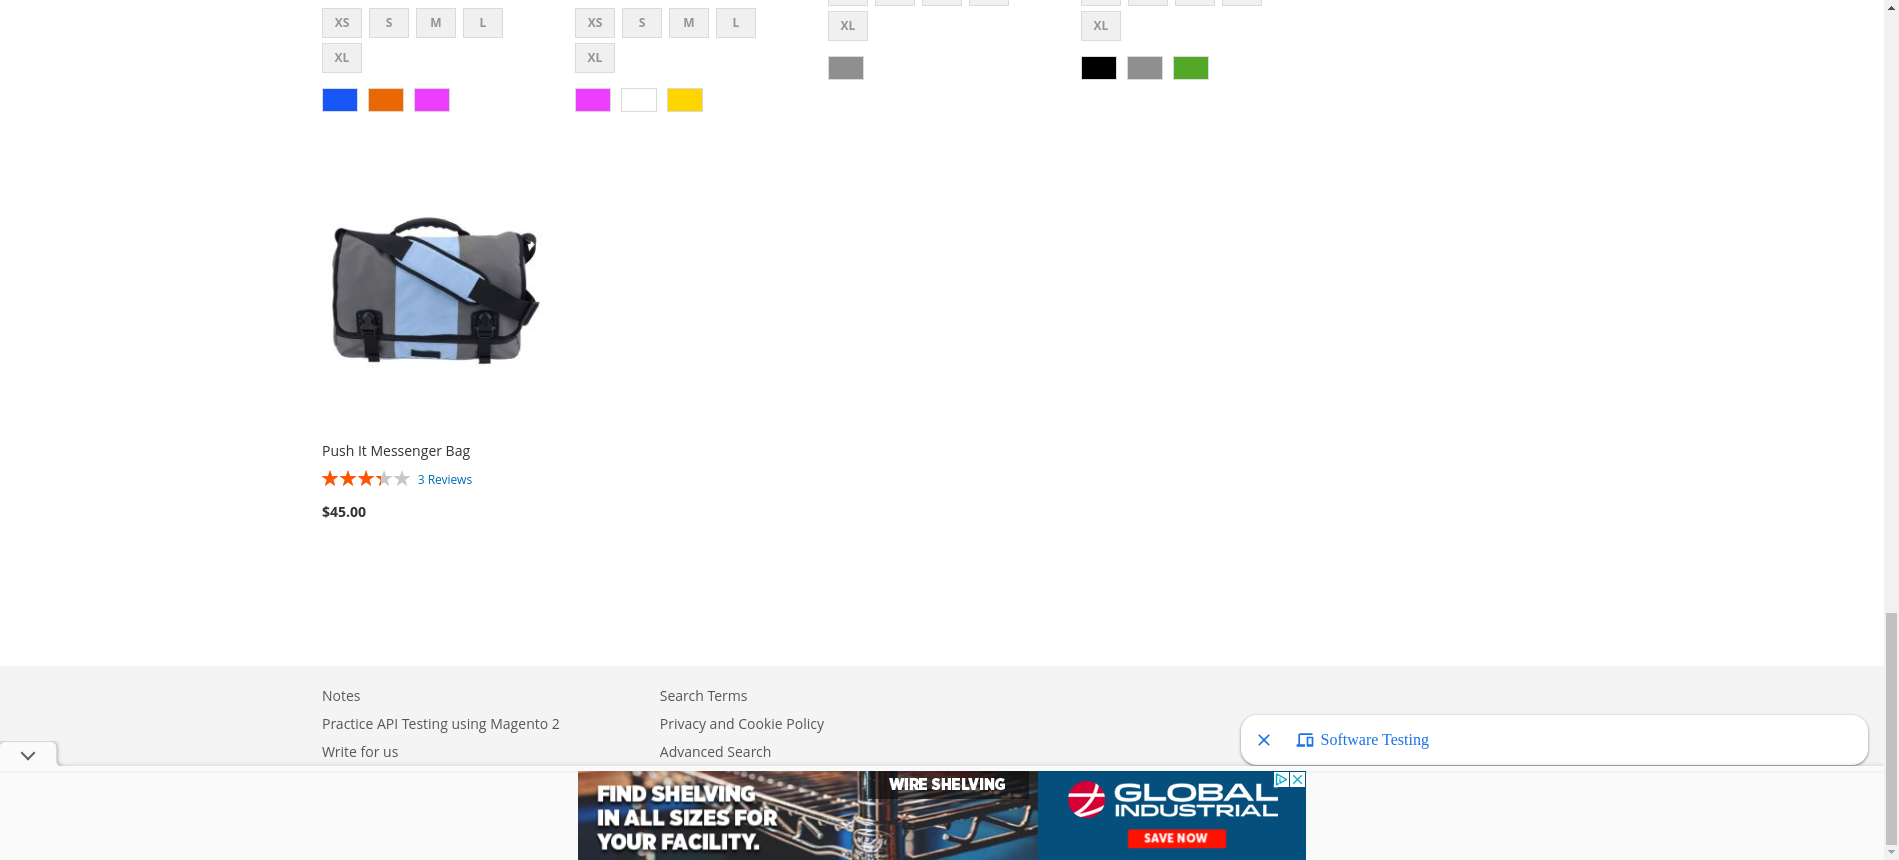 XS S M L
XL
XS S M L
XL
XL
XL
Push It Messenger Bag
3 Reviews
$45.00
Notes
Practice API Testing using Magento 2
Write for us
Search Terms
Privacy and Cookie Policy
Advanced Search
Software Testing
FIND SHELVING
IN ALL SIZES FOR
YOUR FACILITY.
WIRE SHELVING
GLOBAL
INDUSTRIAL
SAVE NOW